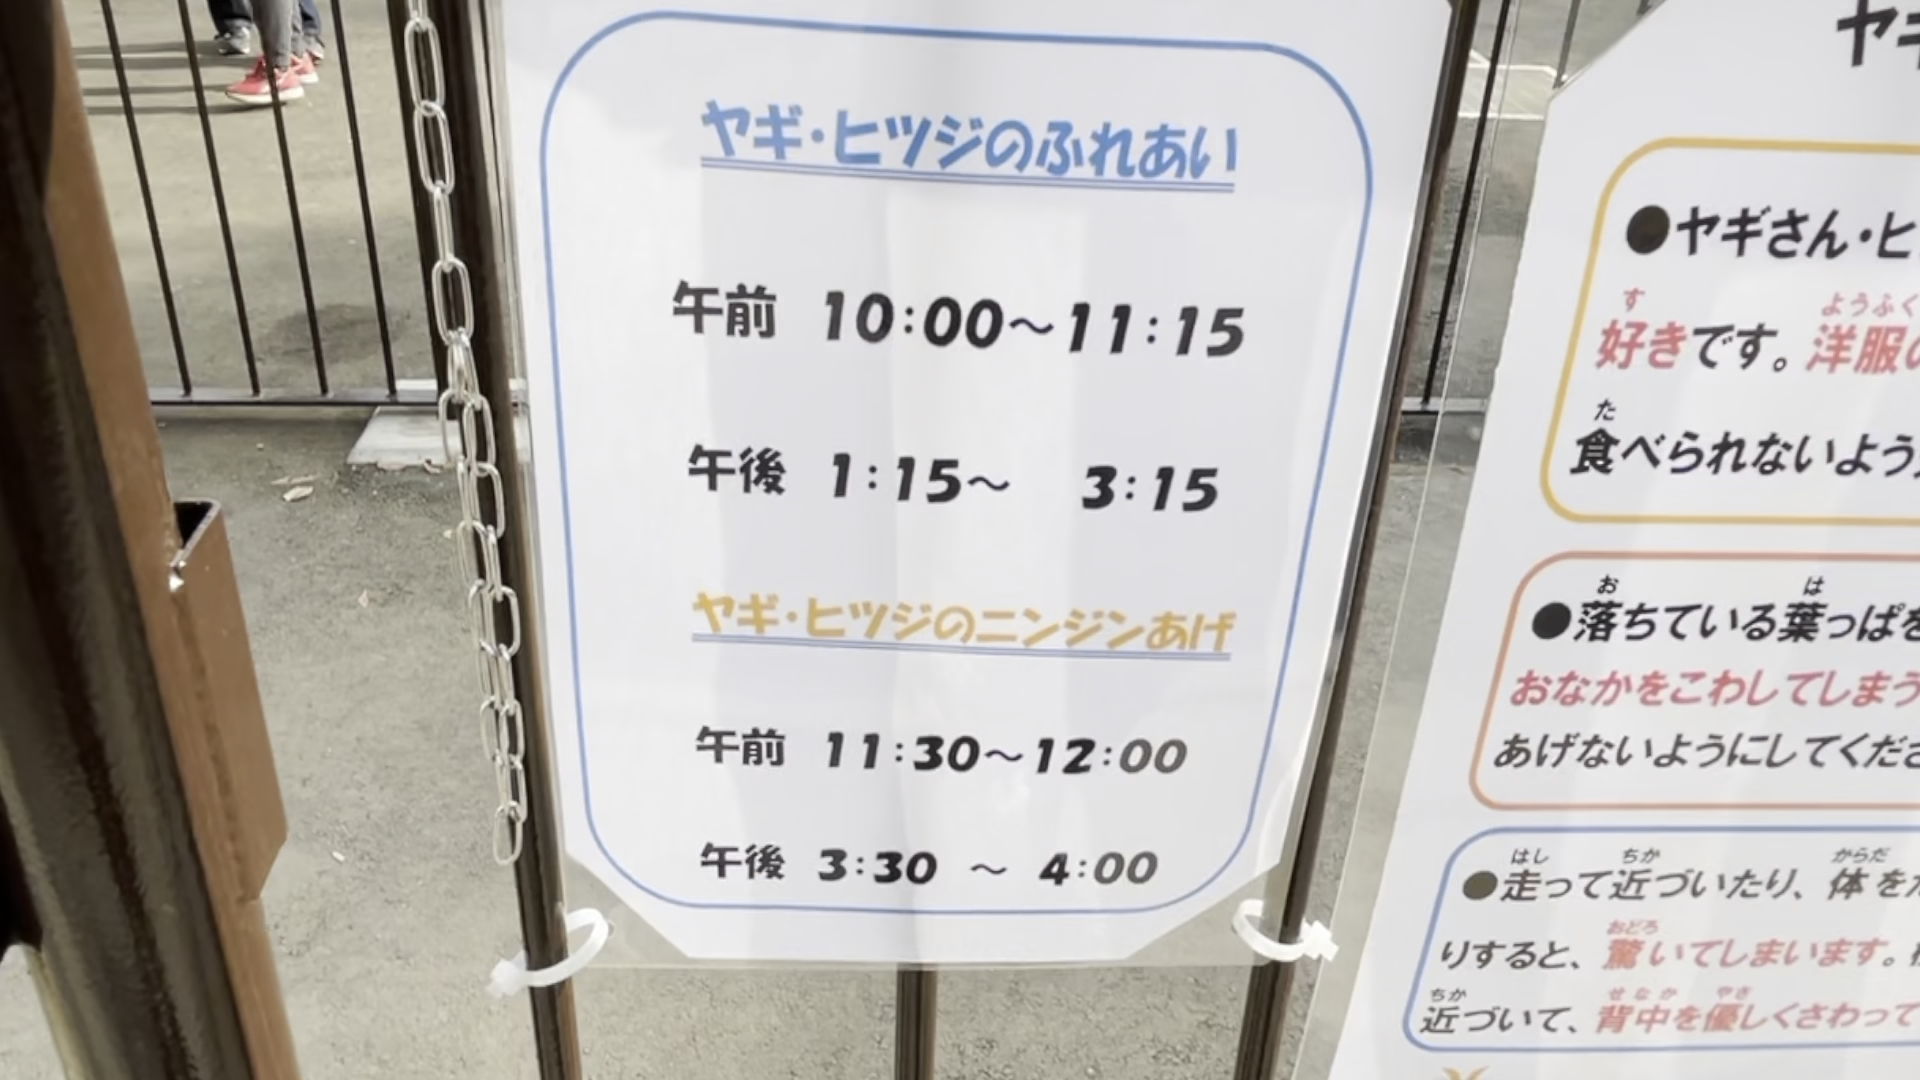 ヤギ・ヒツジのふれあい
午前 10:00～11:15
午後 1:15～ 3:15
ヤギ・ヒツジのニンジンあげ
午前 11:30～12:00
午後 3:30 ～ 4:00
ヤギ
●ヤギさん・ヒ
す ようふく
好きです。洋服の
た
食べられないよう
お は
●落ちている葉っぱを
おなかをこわしてしまう
あげないようにしてくださ
はし ちか からだ
●走って近づいたり、体を
おどろ
りすると、驚いてしまいます。
ちか せなか やさ
近づいて、背中を優しくさわって